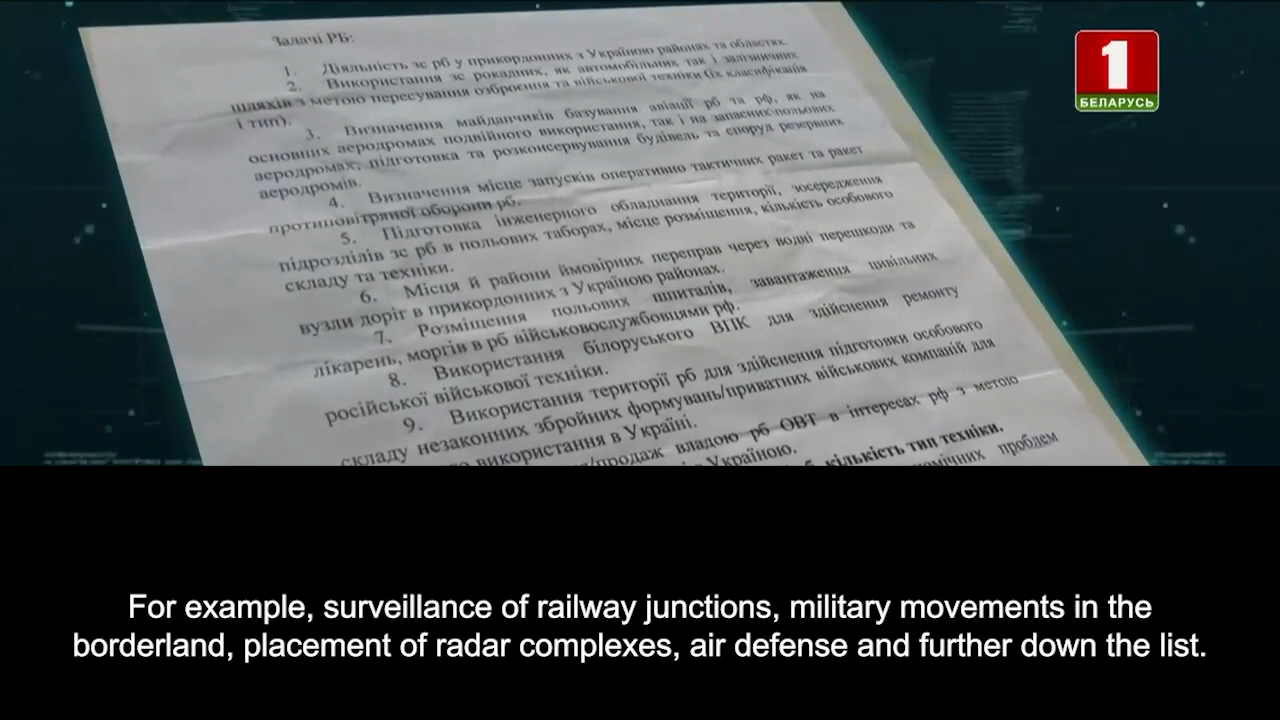 Задачі РБ:
1. Діяльність зс рб у прикордонних з Україною районах та областях.
2. Використання зс рокадних, як автомобільних так і залізничних
шляхів з метою пересування озброєння та військової техніки (їх класифікація
і тип).
3. Визначення майданчиків базування авіації рб та рф, як на
основних аеродромах подвійного використання, так і на запасних\польових
аеродромах, підготовка та розконсервування будівель та споруд резервних
аеродромів.
4. Визначення місце запусків оперативно тактичних ракет та ракет
протиповітряної оборони рб.
5. Підготовка інженерного обладнання території, зосередження
підрозділів зс рб в польових таборах, місце розміщення, кількість особового
складу та техніки.
6. Місця й райони ймовірних переправ через водні перешкоди та
вузли доріг в прикордонних з Україною районах.
7. Розміщення польових шпиталів, завантаження цивільних
лікарень, моргів в рб військовослужбовцями рф.
8. Використання білоруського ВПК для здійснення ремонту
російської військової техніки.
9. Використання території рб для здійснення підготовки особового
складу незаконних збройних формувань/приватних військових компаній для
використання в Україні.
/продаж владою рб ОВТ в інтересах рф з метою
Україною.
кількість тип техніки.
проблем
1
БЕЛАРУСЬ
For example, surveillance of railway junctions, military movements in the
borderland, placement of radar complexes, air defense and further down the list.